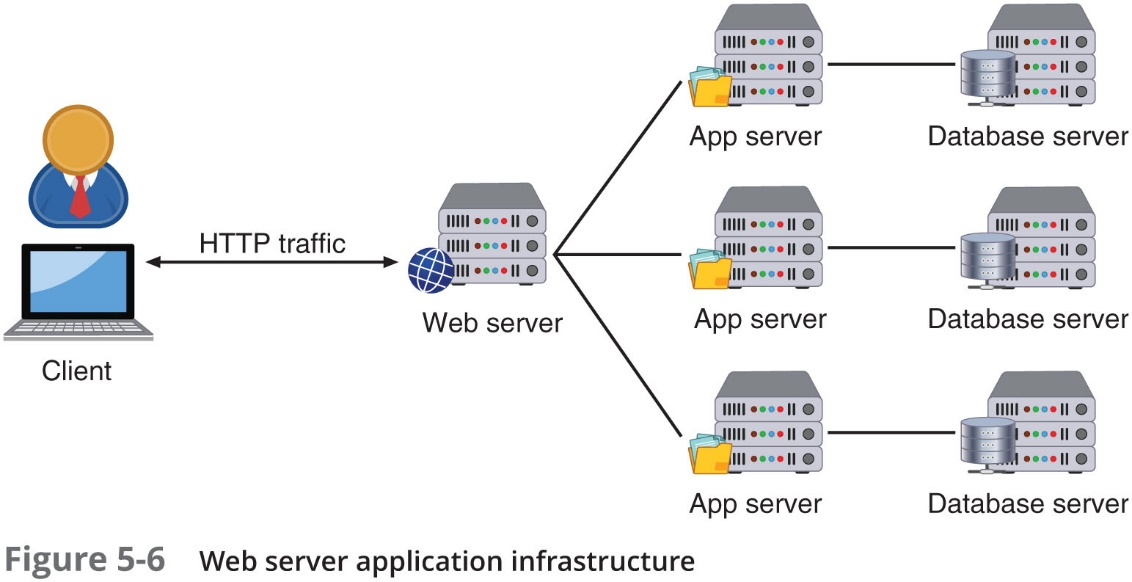 App server
Database server
HTTP traffic
Web server
Client
App server
Database server
App server
Database server
Figure 5-6 Web server application infrastructure